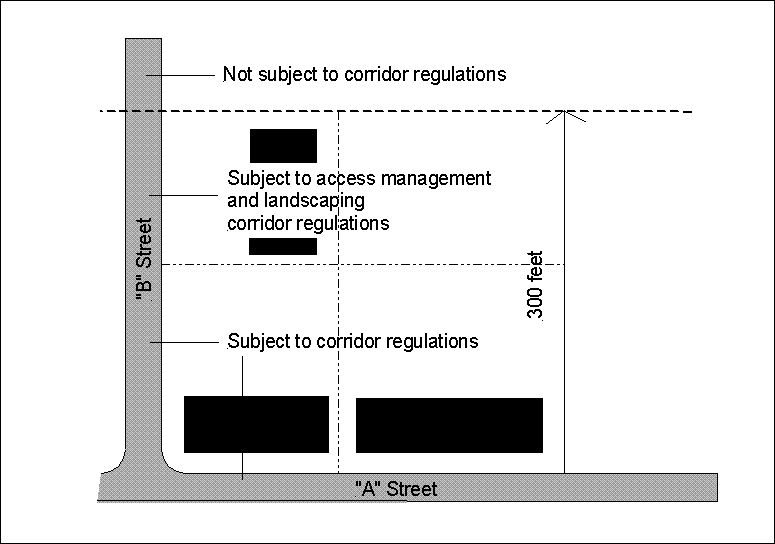 Not subject to corridor regulations
Subject to access management
and landscaping
corridor regulations
"B" Street
300 feet
Subject to corridor regulations
"A" Street